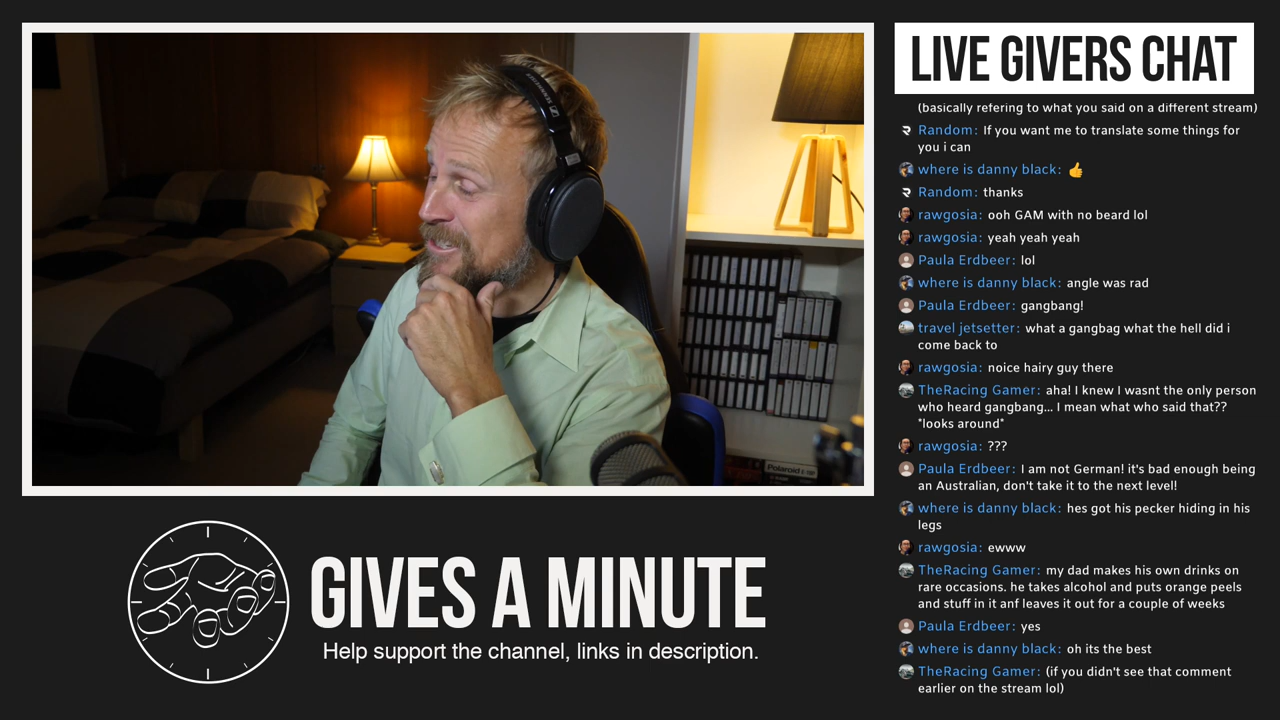 LIVE GIVERS CHAT
(basically refering to what you said on a different stream)
Random: If you want me to translate some things for
you i can
where is danny black: 👍
Random: thanks
rawgosia: ooh GAM with no beard lol
rawgosia: yeah yeah yeah
Paula Erdbeer: lol
where is danny black: angle was rad
Paula Erdbeer: gangbang!
travel jetsetter: what a gangbag what the hell did i
come back to
rawgosia: noice hairy guy there
TheRacing Gamer: aha! I knew I wasnt the only person
who heard gangbang... I mean what who said that??
*looks around*
rawgosia: ???
Paula Erdbeer: I am not German! it's bad enough being
an Australian, don't take it to the next level!
where is danny black: hes got his pecker hiding in his
legs
rawgosia: ewww
TheRacing Gamer: my dad makes his own drinks on
rare occasions. he takes alcohol and puts orange peels
and stuff in it anf leaves it out for a couple of weeks
Paula Erdbeer: yes
where is danny black: oh its the best
TheRacing Gamer: (if you didn't see that comment
earlier on the stream lol)
Polaroid
GIVES A MINUTE
Help support the channel, links in description.